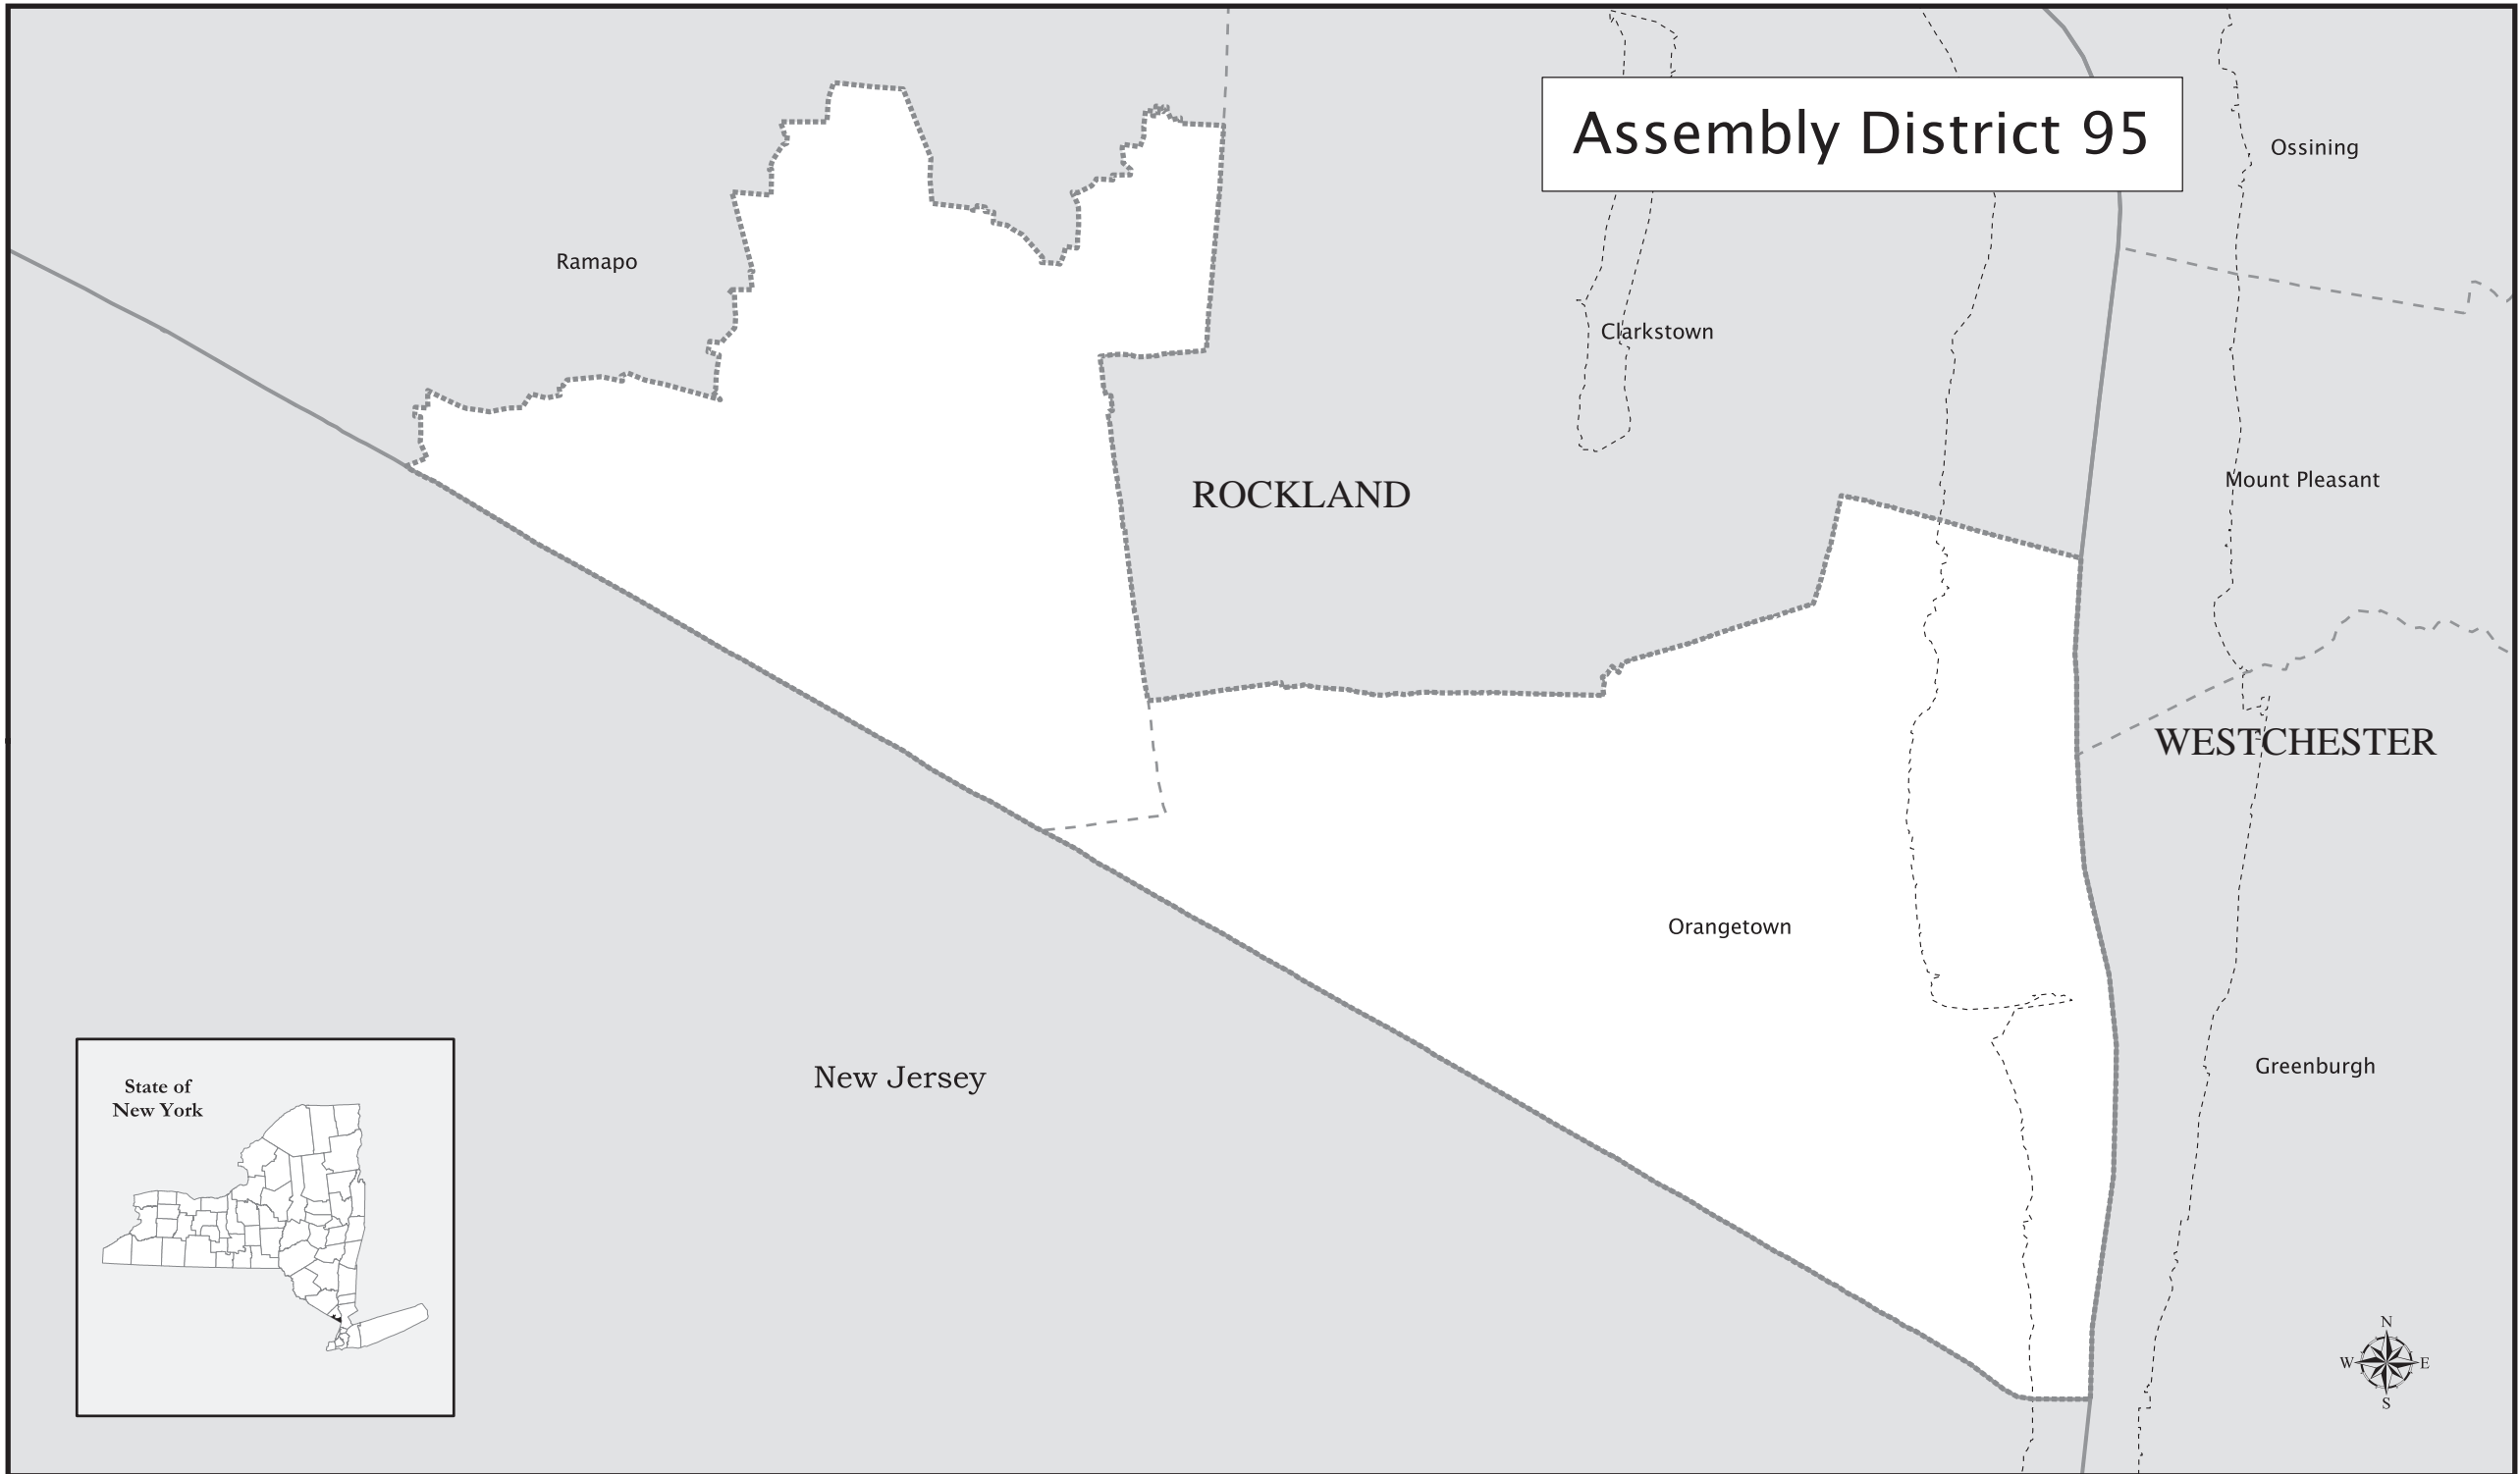 Assembly District 95
Ossining
Ramapo
Clarkstown
Mount Pleasant
ROCKLAND
WESTCHESTER
Orangetown
Greenburgh
New Jersey
State of
New York
N
W E
S